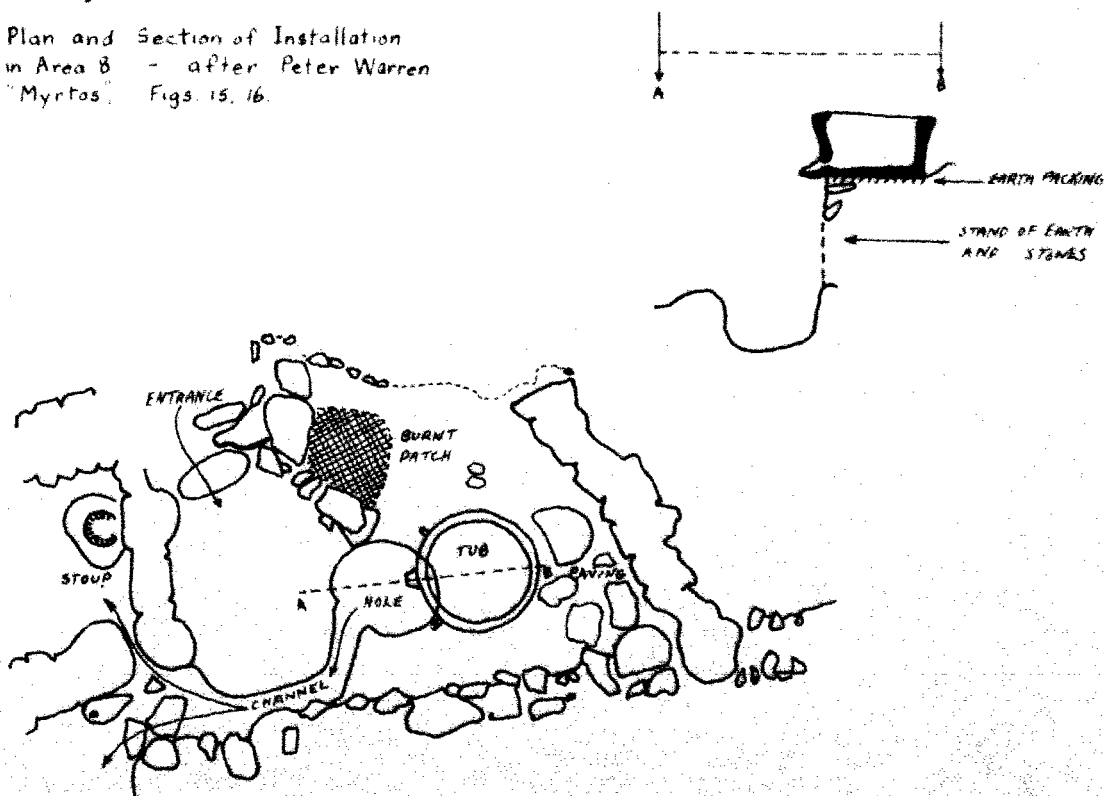 Plan and Section of Installation
in Area 8 - after Peter Warren
"Myrtos", Figs. 15, 16.
A B
EARTH PACKING
STAND OF EARTH
AND STONES
ENTRANCE
BURNT
PATCH
STOUP
TUB
A
HOLE
B
PAVING
CHANNEL